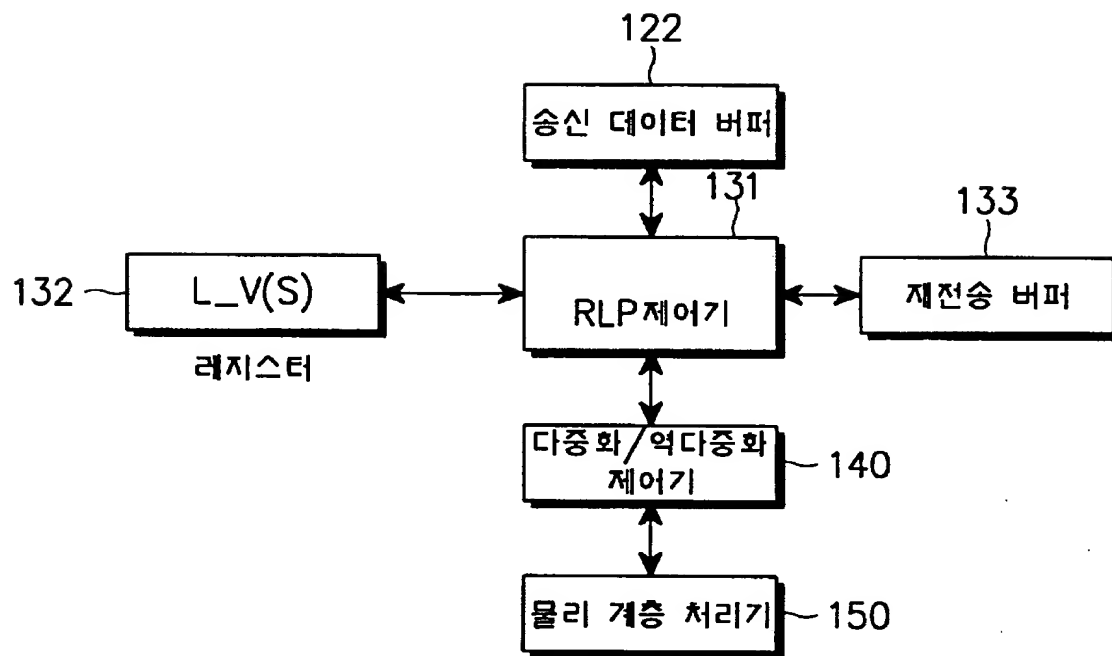 122
송신 데이터 버퍼
131
133
132
L_V(S)
RLP제어기
재전송 버퍼
레지스터
다중화/역다중화
제어기
140
물리 계층 처리기
150